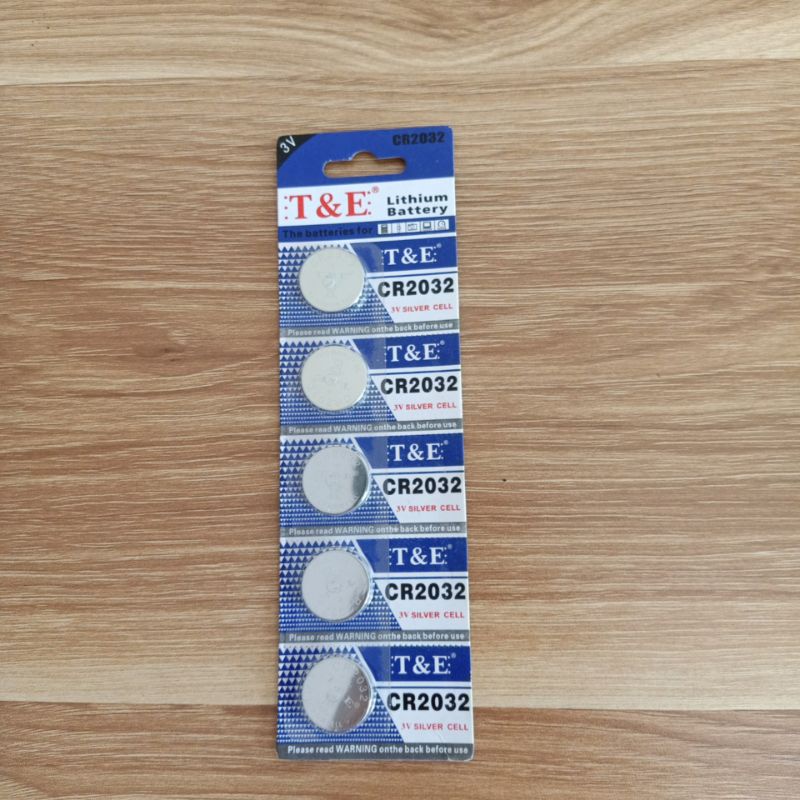 3V
CR2032
T&E®
Lithium
Battery
The batteries for
T&E®
CR2032
3V SILVER CELL
Please read WARNING onthe back before use
T&E®
CR2032
3V SILVER CELL
Please read WARNING onthe back before use
T&E®
CR2032
3V SILVER CELL
Please read WARNING onthe back before use
T&E®
CR2032
3V SILVER CELL
Please read WARNING onthe back before use
T&E®
CR2032
3V SILVER CELL
Please read WARNING onthe back before use